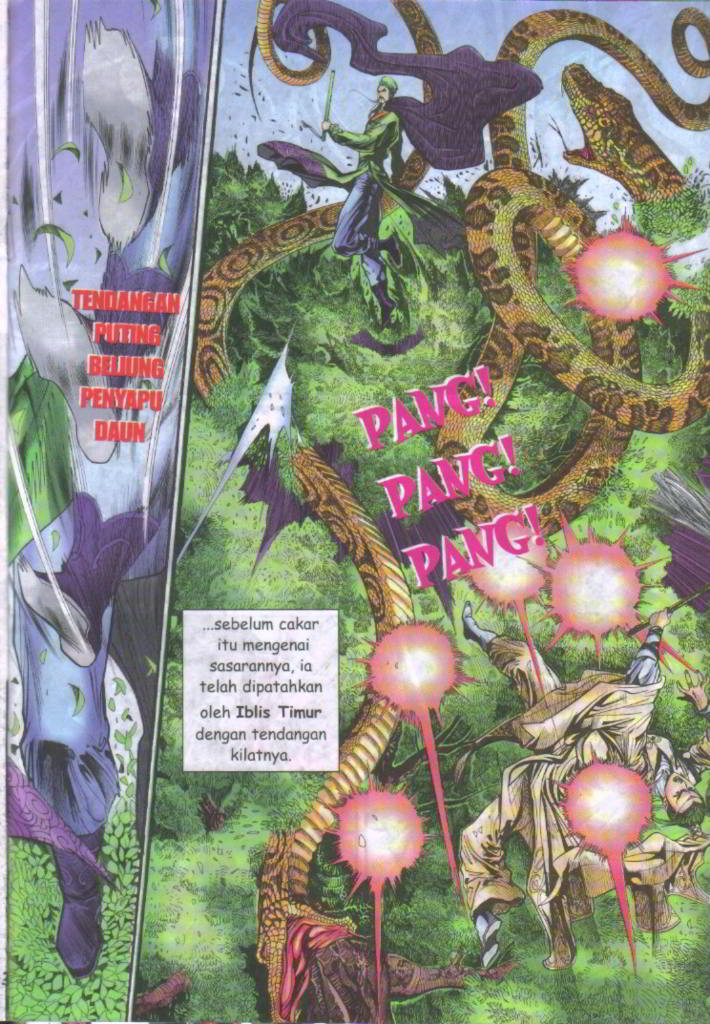 TENDANGAN
PUTING
BELIUNG
PENYAPU
DAUN
PANG!
PANG!
PANG!
...sebelum cakar
itu mengenai
sasarannya, ia
telah dipatahkan
oleh Iblis Timur
dengan tendangan
kilatnya.